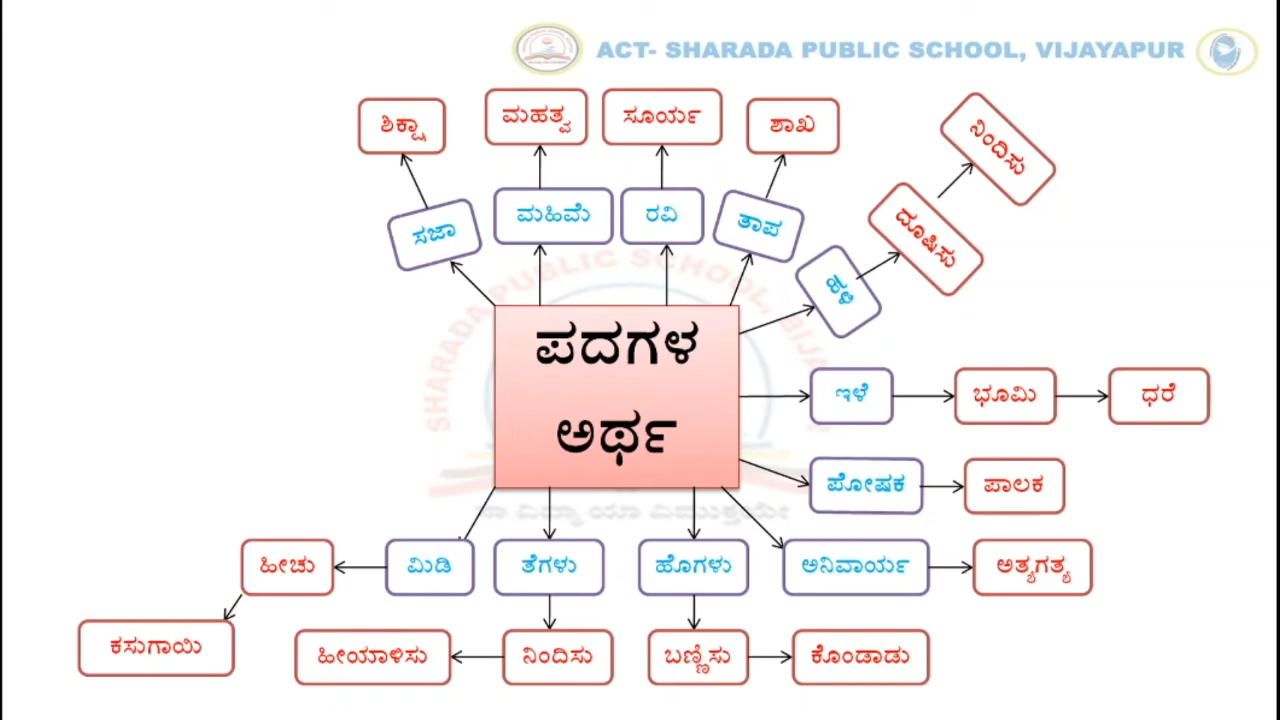 ACT- SHARADA PUBLIC SCHOOL, VIJAYAPUR
ಶಿಕ್ಷಾ
ಮಹತ್ವ
ಸೂರ್ಯ
ಶಾಖ
ನಿಂದಿಸು
ಸಜಾ
ಮಹಿಮೆ
ರವಿ
ತಾಪ
ದೂಷಿಸು
ಪದಗಳ
ಅರ್ಥ
ಇಳೆ
ಭೂಮಿ
ಧರೆ
ಪೋಷಕ
ಪಾಲಕ
ಹೀಚು
ಮಿಡಿ
ತೆಗಳು
ಹೊಗಳು
ಅನಿವಾರ್ಯ
ಅತ್ಯಗತ್ಯ
ಕಸುಗಾಯಿ
ಹೀಯಾಳಿಸು
ನಿಂದಿಸು
ಬಣ್ಣಿಸು
ಕೊಂಡಾಡು